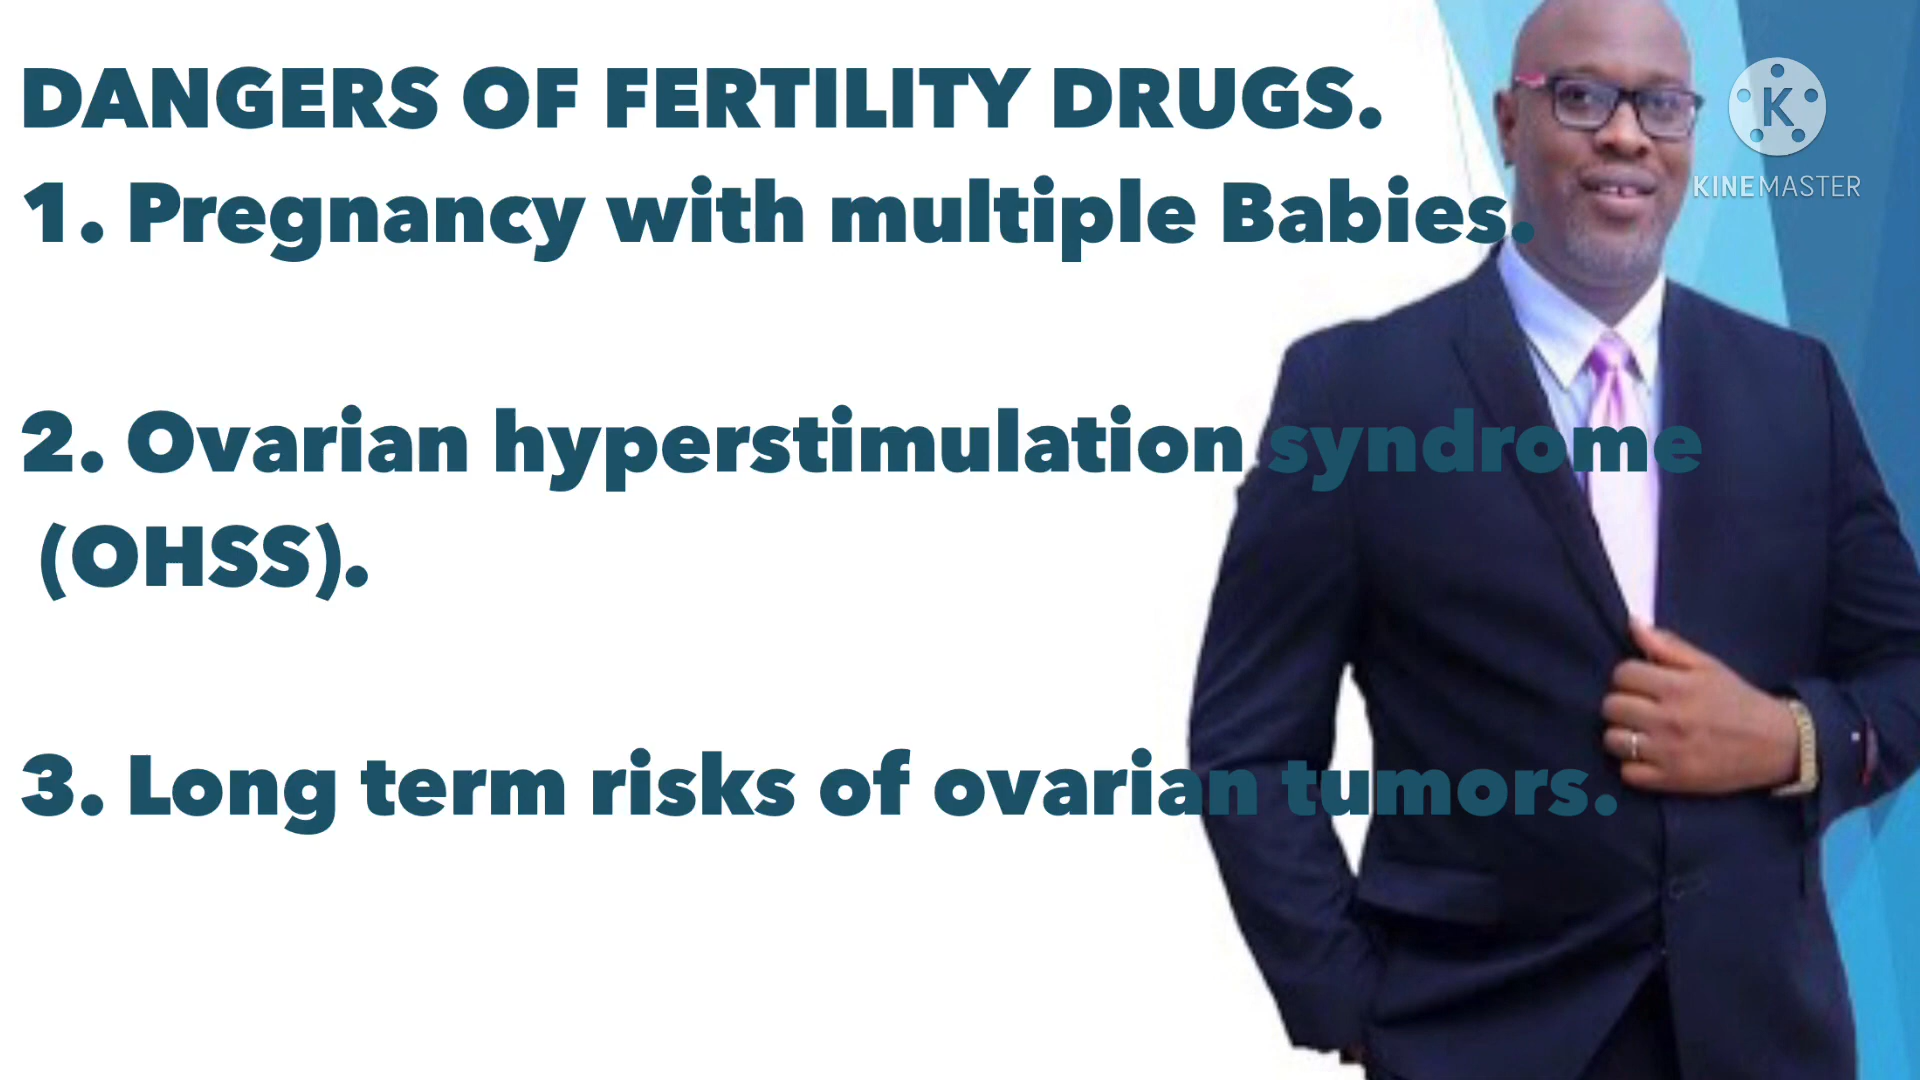 DANGERS OF FERTILITY DRUGS.
1. Pregnancy with multiple Babies.
2. Ovarian hyperstimulation syndrome
(OHSS).
3. Long term risks of ovarian tumors.
K
KINEMASTER